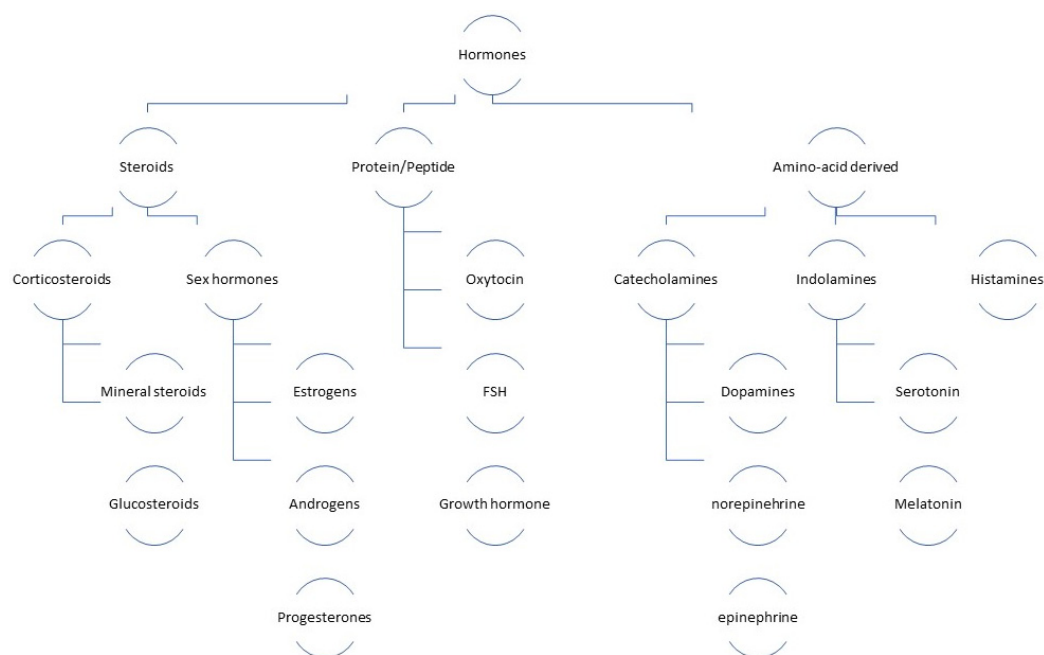 Hormones
Steroids
Protein/Peptide
Amino-acid derived
Corticosteroids
Sex hormones
Oxytocin
Catecholamines
Indolamines
Histamines
Mineral steroids
Estrogens
FSH
Dopamines
Serotonin
Glucosteroids
Androgens
Growth hormone
norepinehrine
Melatonin
Progesterones
epinephrine